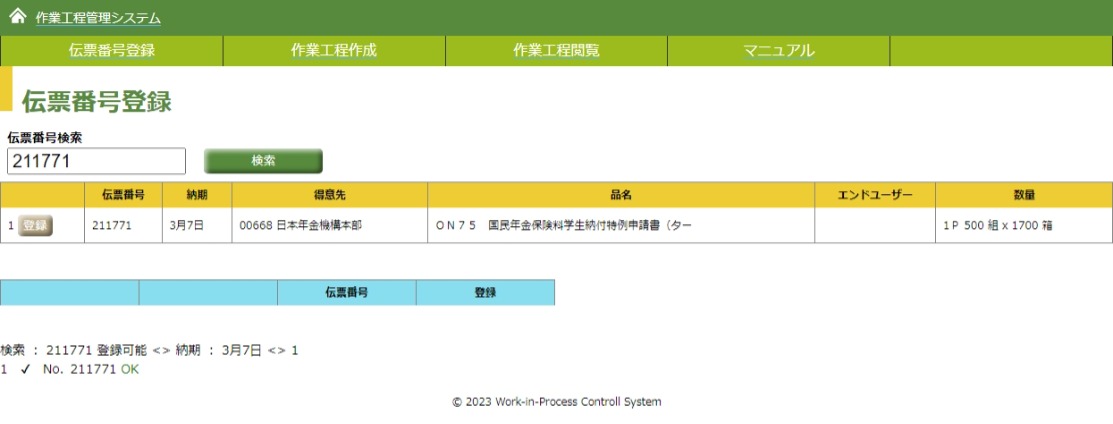 作業工程管理システム
伝票番号登録 作業工程作成 作業工程閲覧 マニュアル
伝票番号登録
伝票番号検索
211771 検索
伝票番号 納期 得意先 品名 エンドユーザー 数量
1 登録 211771 3月7日 00668 日本年金機構本部 ＯＮ７５　国民年金保険料学生納付特例申請書（ター 1Ｐ 500 組 x 1700 箱
伝票番号 登録
検索 ： 211771 登録可能 <> 納期 ： 3月7日 <> 1
1 ✓ No. 211771 OK
© 2023 Work-in-Process Controll System